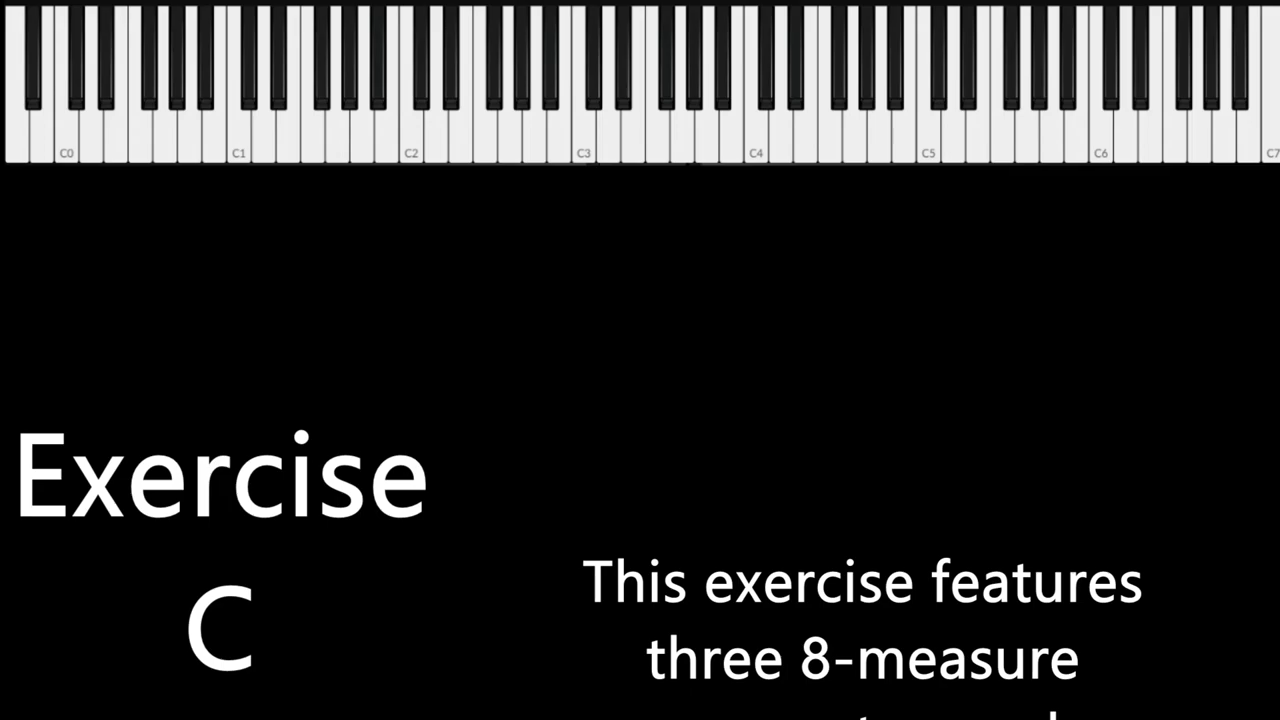 C0 C1 C2 C3 C4 C5 C6 C7
Exercise
C
This exercise features
three 8-measure